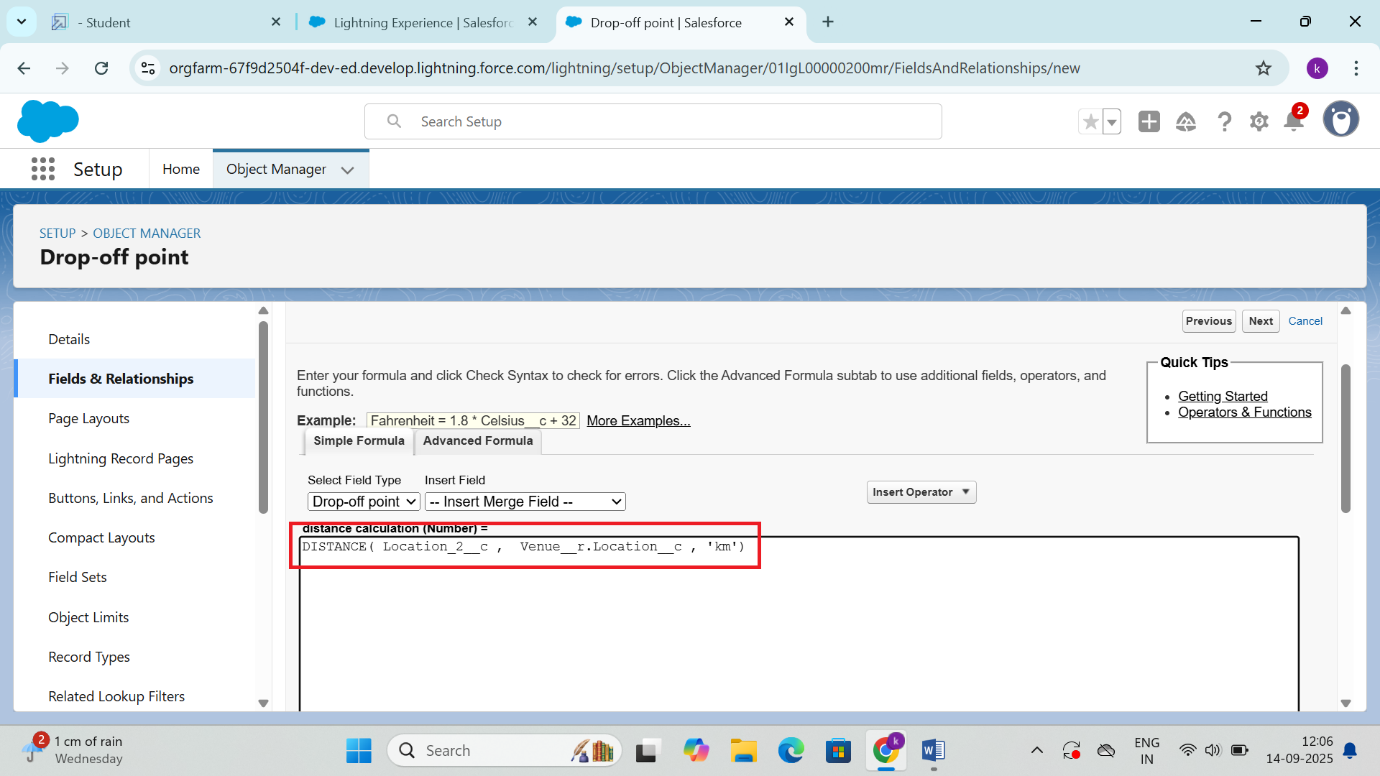 - Student
Lightning Experience | Salesforc
Drop-off point | Salesforce
orgfarm-67f9d2504f-dev-ed.develop.lightning.force.com/lightning/setup/ObjectManager/01IgL00000200mr/FieldsAndRelationships/new
k
Search Setup
2
Setup
Home
Object Manager
SETUP > OBJECT MANAGER
Drop-off point
Details
Fields & Relationships
Page Layouts
Lightning Record Pages
Buttons, Links, and Actions
Compact Layouts
Field Sets
Object Limits
Record Types
Related Lookup Filters
Previous Next Cancel
Enter your formula and click Check Syntax to check for errors. Click the Advanced Formula subtab to use additional fields, operators, and
functions.
Quick Tips
• Getting Started
• Operators & Functions
Example: Fahrenheit = 1.8 * Celsius__c + 32 More Examples...
Simple Formula Advanced Formula
Select Field Type Insert Field
Drop-off point -- Insert Merge Field -- Insert Operator
distance calculation (Number) =
DISTANCE( Location_2__c , Venue__r.Location__c , 'km')
2
1 cm of rain
Wednesday
Search
k
ENG
IN
12:06
14-09-2025